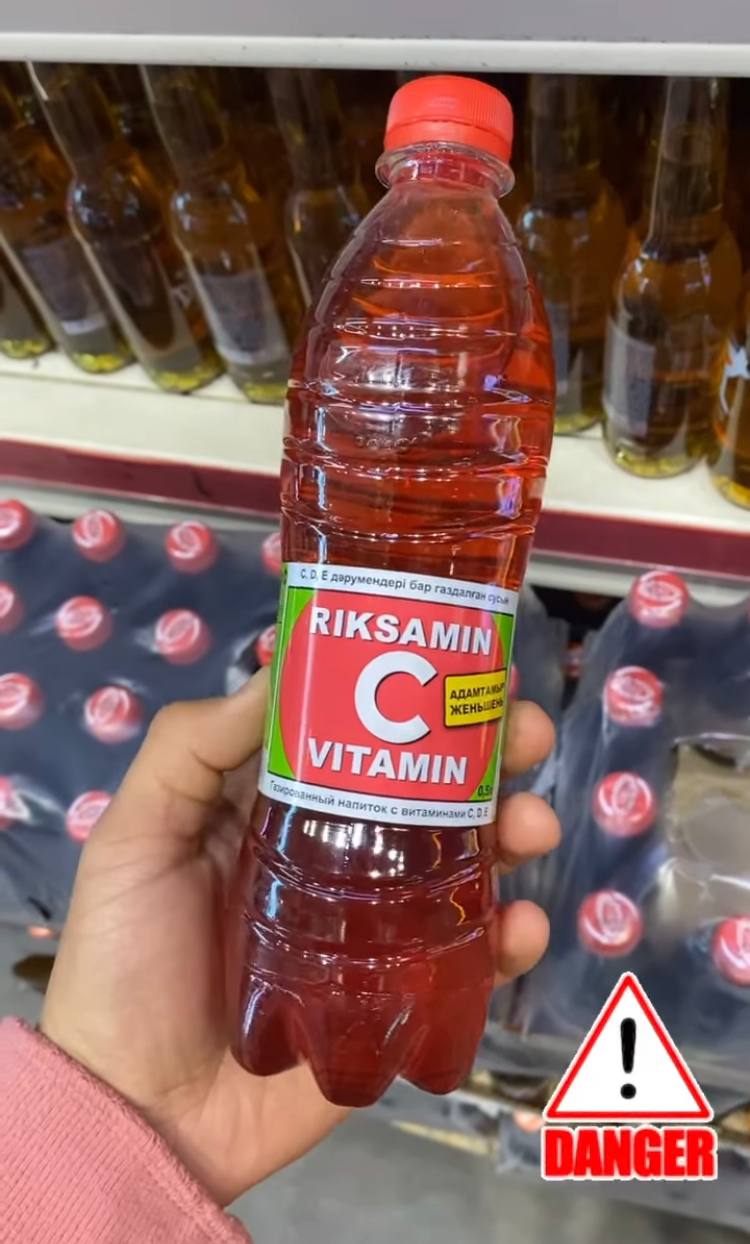 C, D, E дәрумендері бар газдалған сусын
RIKSAMIN
C
АДАМТАМЫР
ЖЕНЬШЕНЬ
VITAMIN
0,5
Газированный напиток с витаминами C, D, E
!
DANGER